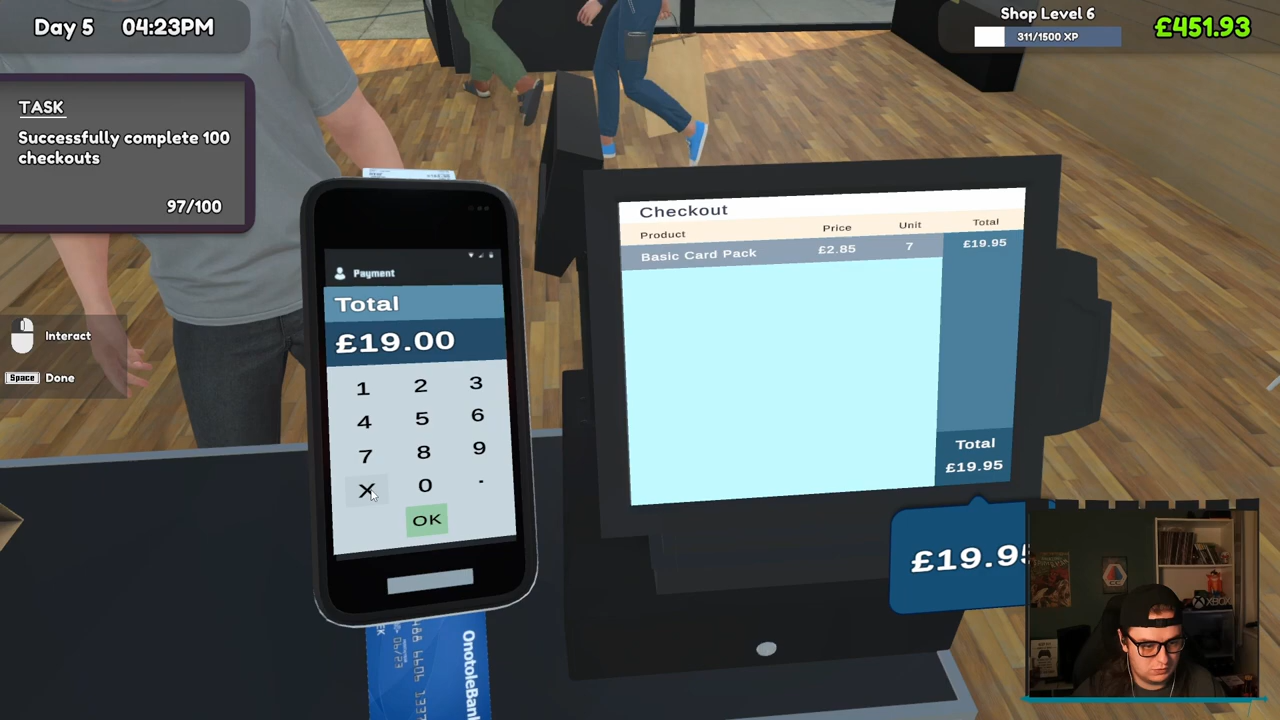 Day 5 04:23PM
Shop Level 6
311/1500 XP
£451.93
TASK
Successfully complete 100
checkouts
97/100
Interact
Space Done
Payment
Total
£19.00
1 2 3
4 5 6
7 8 9
X 0 .
OK
Checkout
Product Price Unit Total
Basic Card Pack £2.85 7 £19.95
Total
£19.95
£19.95
OnotoleBank
XBOX